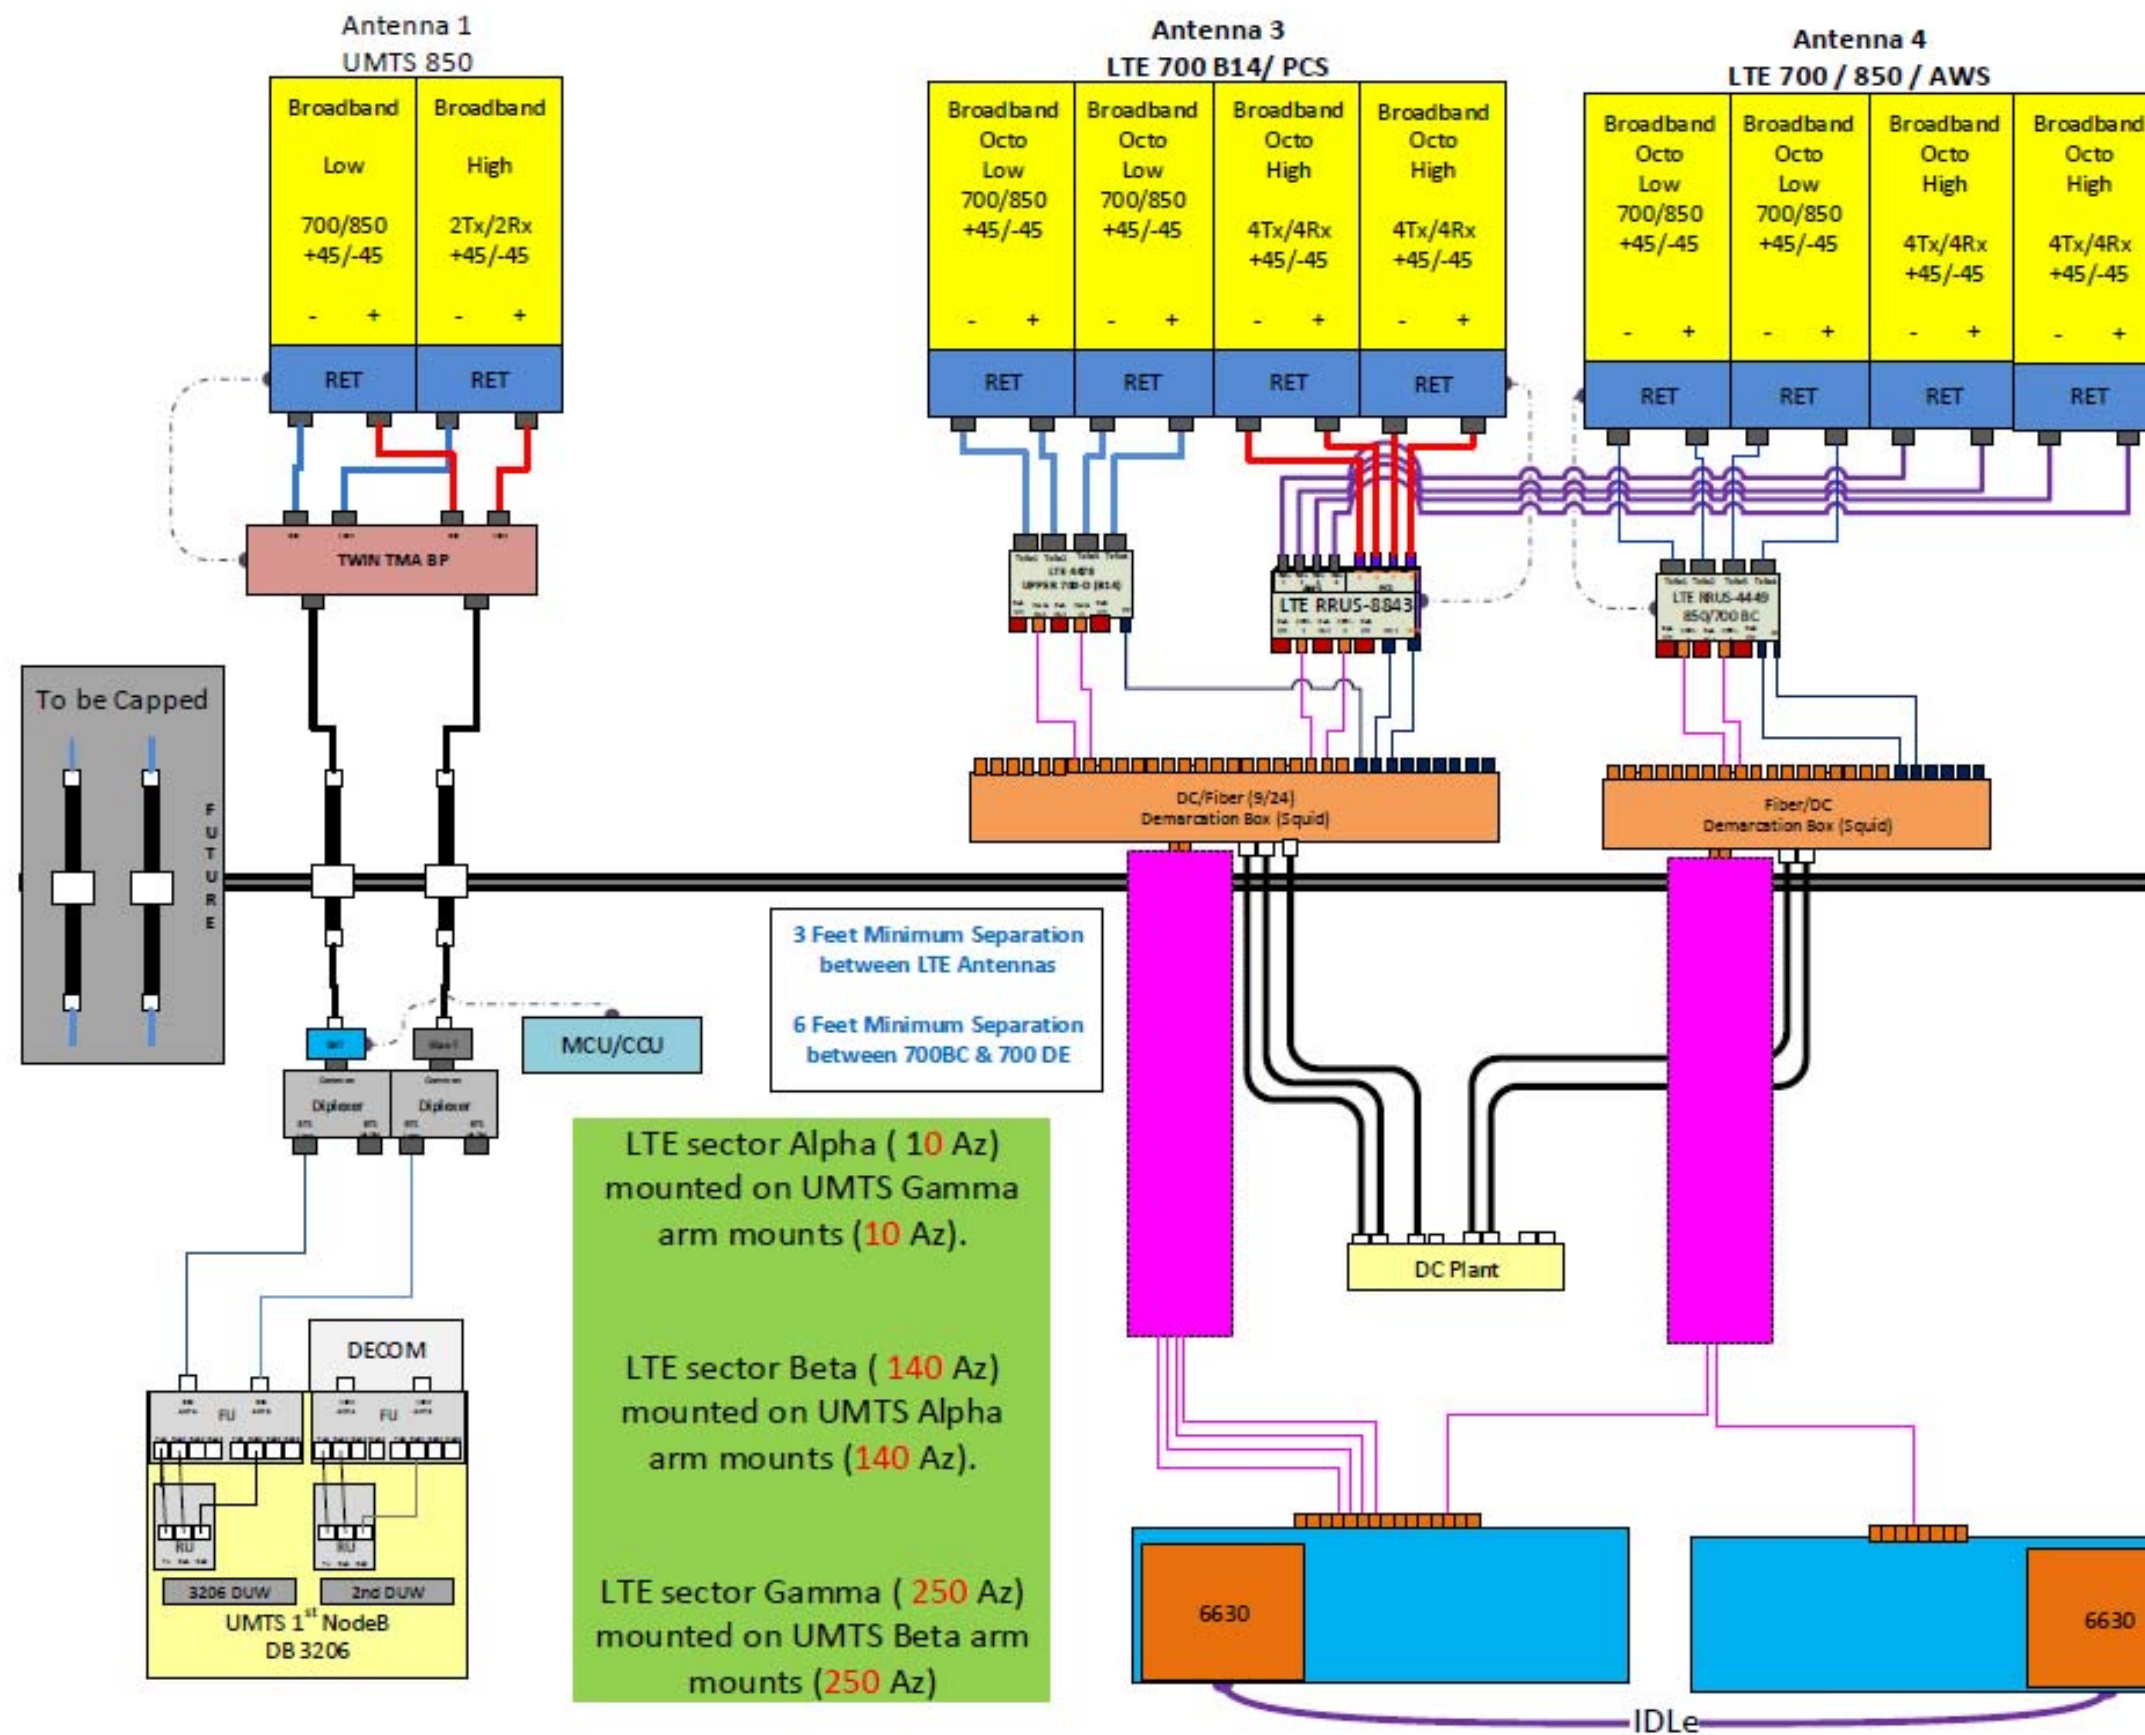 Antenna 1
UMTS 850
Broadband
Low
700/850
+45/-45
- +
Broadband
High
2Tx/2Rx
+45/-45
- +
RET
RET
TWIN TMA BP
Antenna 3
LTE 700 B14/ PCS
Broadband
Octo
Low
700/850
+45/-45
- +
Broadband
Octo
Low
700/850
+45/-45
- +
Broadband
Octo
High
4Tx/4Rx
+45/-45
- +
Broadband
Octo
High
4Tx/4Rx
+45/-45
- +
RET
RET
RET
RET
Antenna 4
LTE 700 / 850 / AWS
Broadband
Octo
Low
700/850
+45/-45
- +
Broadband
Octo
Low
700/850
+45/-45
- +
Broadband
Octo
High
4Tx/4Rx
+45/-45
- +
Broadband
Octo
High
4Tx/4Rx
+45/-45
- +
RET
RET
RET
RET
LTE 4478
UPPER 700-D (B14)
LTE RRUS-8843
LTE RRUS-4449
850/700 BC
To be Capped
FUTURE
DC/Fiber (9/24)
Demarcation Box (Squid)
Fiber/DC
Demarcation Box (Squid)
3 Feet Minimum Separation
between LTE Antennas
6 Feet Minimum Separation
between 700BC & 700 DE
MCU/CCU
Common
Diplexer
Common
Diplexer
LTE sector Alpha ( 10 Az)
mounted on UMTS Gamma
arm mounts (10 Az).
LTE sector Beta ( 140 Az)
mounted on UMTS Alpha
arm mounts (140 Az).
LTE sector Gamma ( 250 Az)
mounted on UMTS Beta arm
mounts (250 Az)
DC Plant
DECOM
FU
FU
RU
RU
3206 DUW
2nd DUW
UMTS 1st NodeB
DB 3206
6630
6630
IDLe